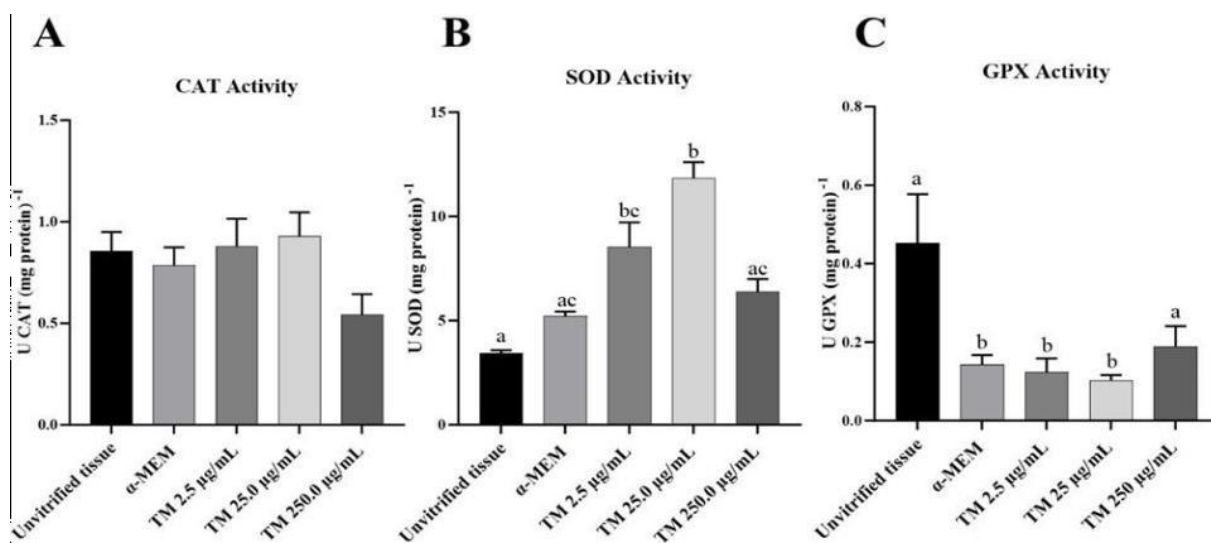 A
CAT Activity
U CAT (mg protein)⁻¹
1.5
1.0
0.5
0.0
Unvitrified tissue
α-MEM
TM 2.5 µg/mL
TM 25.0 µg/mL
TM 250.0 µg/mL
B
SOD Activity
U SOD (mg protein)⁻¹
15
10
5
0
a
ac
bc
b
ac
Unvitrified tissue
α-MEM
TM 2.5 µg/mL
TM 25.0 µg/mL
TM 250.0 µg/mL
C
GPX Activity
U GPX (mg protein)⁻¹
0.8
0.6
0.4
0.2
0.0
a
b
b
b
a
Unvitrified tissue
α-MEM
TM 2.5 µg/mL
TM 25 µg/mL
TM 250 µg/mL